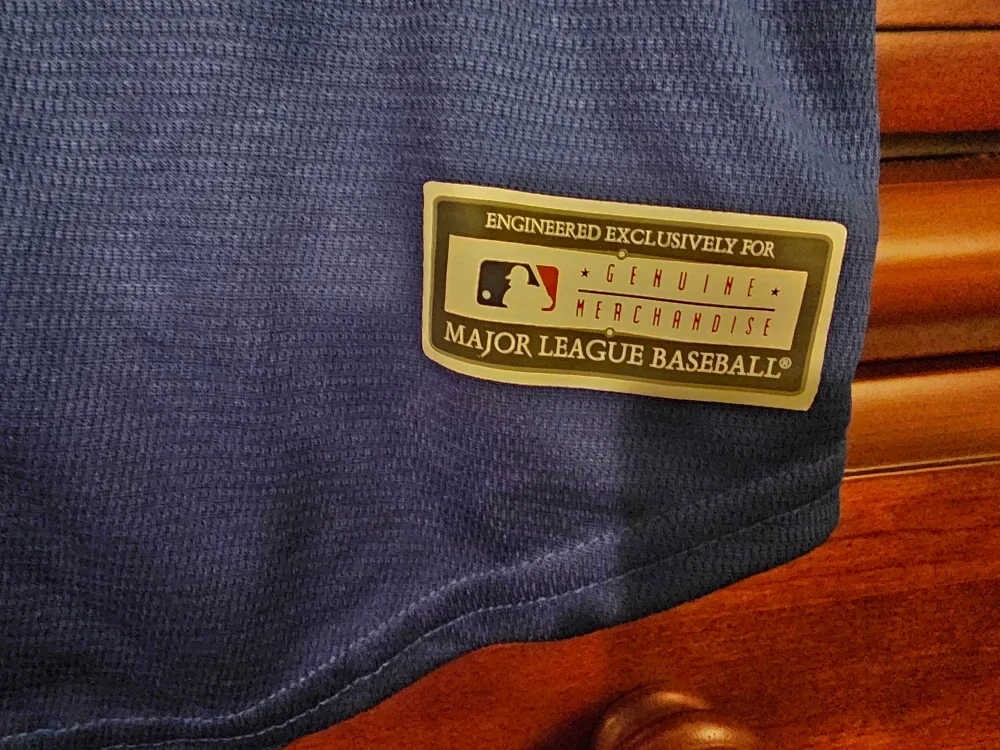 ENGINEERED EXCLUSIVELY FOR
GENUINE
MERCHANDISE
MAJOR LEAGUE BASEBALL®